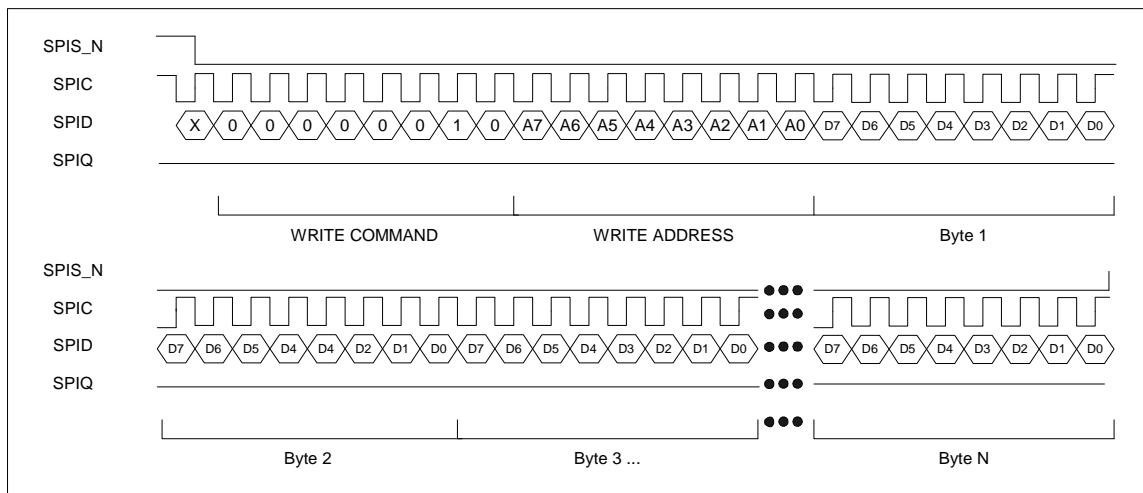 SPIS_N
SPIC
SPID X 0 0 0 0 0 0 1 0 A7 A6 A5 A4 A3 A2 A1 A0 D7 D6 D5 D4 D3 D2 D1 D0
SPIQ
WRITE COMMAND WRITE ADDRESS Byte 1
SPIS_N
SPIC
SPID D7 D6 D5 D4 D4 D2 D1 D0 D7 D6 D5 D4 D3 D2 D1 D0 D7 D6 D5 D4 D3 D2 D1 D0
SPIQ
Byte 2 Byte 3 ... Byte N